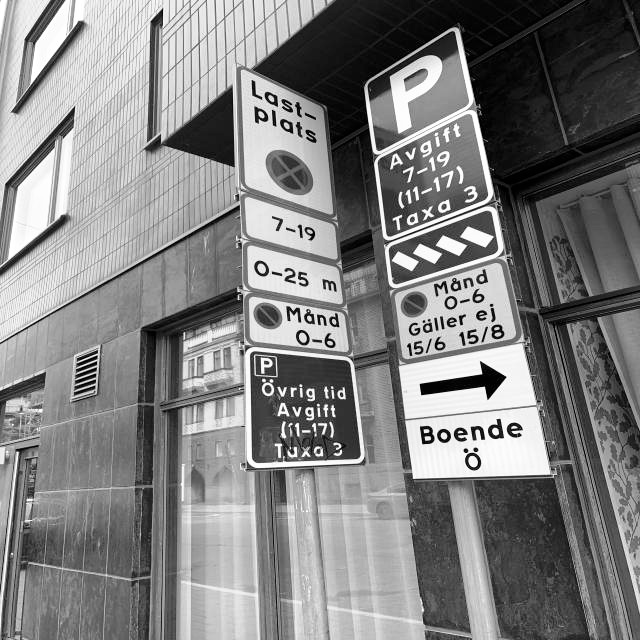 Last-
plats
7-19
0-25 m
Månd
0-6
P
Övrig tid
Avgift
(11-17)
Taxa 3
P
Avgift
7-19
(11-17)
Taxa 3
Månd
0-6
Gäller ej
15/6 15/8
Boende
Ö